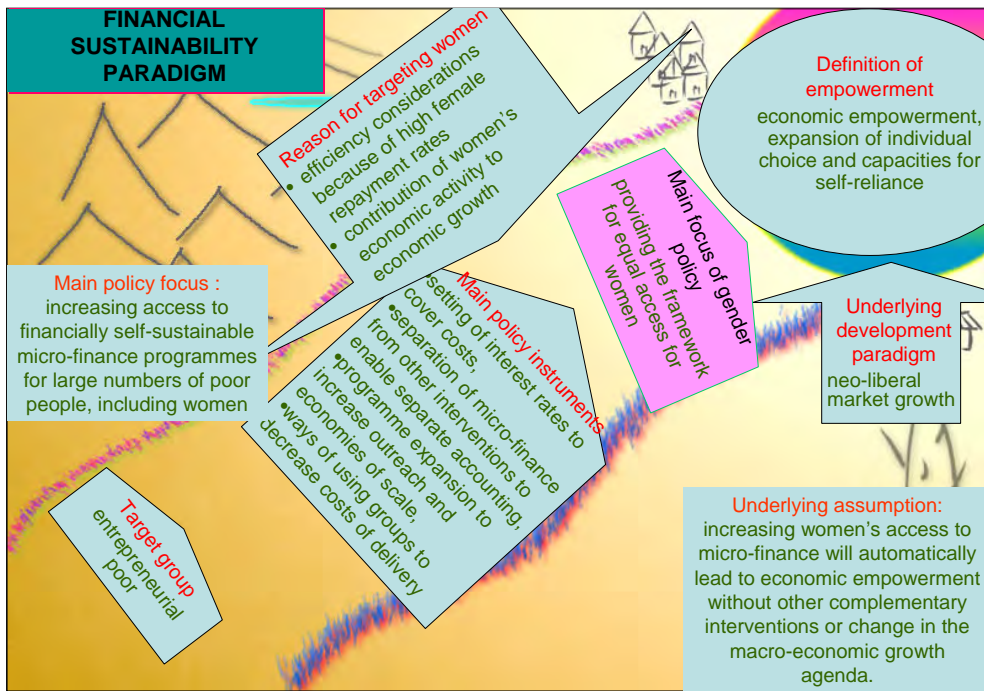 FINANCIAL
SUSTAINABILITY
PARADIGM
Reason for targeting women
• efficiency considerations
because of high female
repayment rates
• contribution of women's
economic activity to
economic growth
Definition of
empowerment
economic empowerment,
expansion of individual
choice and capacities for
self-reliance
Main focus of gender
policy
providing the framework
for equal access for
women
Main policy focus :
increasing access to
financially self-sustainable
micro-finance programmes
for large numbers of poor
people, including women
Main policy instruments
•setting of interest rates to
cover costs,
•separation of micro-finance
from other interventions to
enable separate accounting,
•programme expansion to
increase outreach and
economies of scale,
•ways of using groups to
decrease costs of delivery
Underlying
development
paradigm
neo-liberal
market growth
Target group
entrepreneurial
poor
Underlying assumption:
increasing women's access to
micro-finance will automatically
lead to economic empowerment
without other complementary
interventions or change in the
macro-economic growth
agenda.